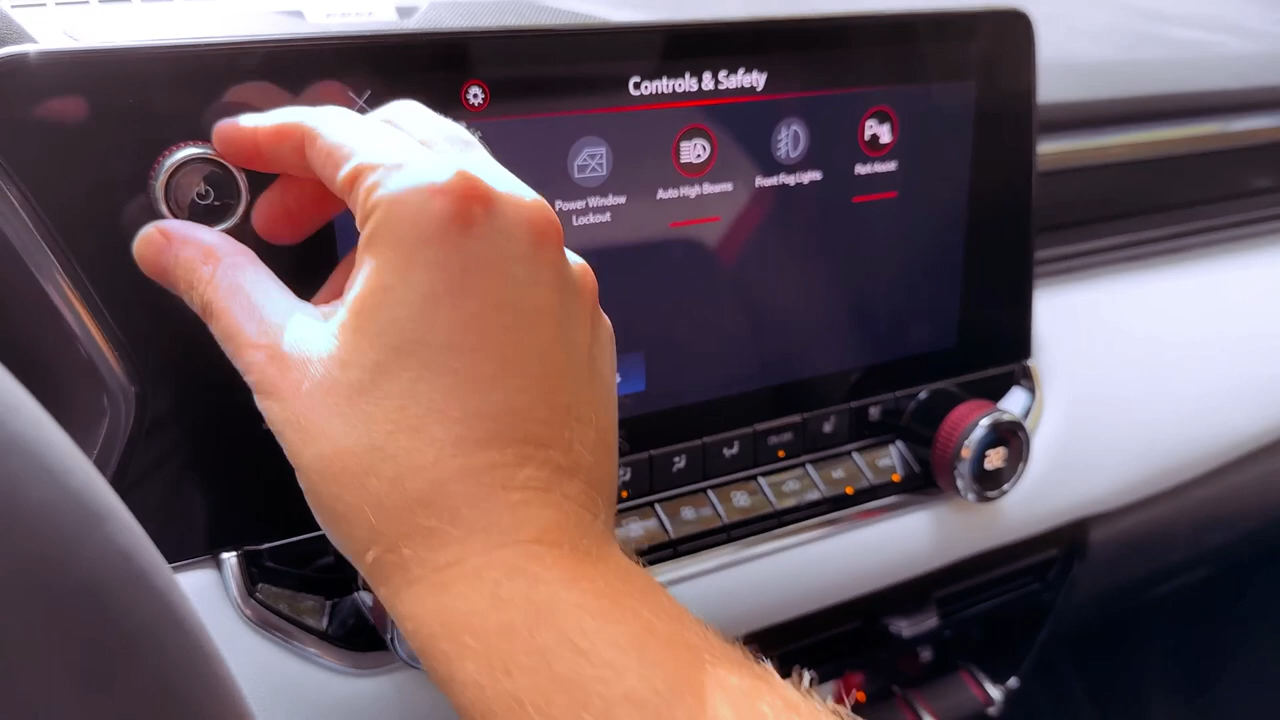 Controls & Safety
Power Window
Lockout
Auto High Beams
Front Fog Lights
Park Assist